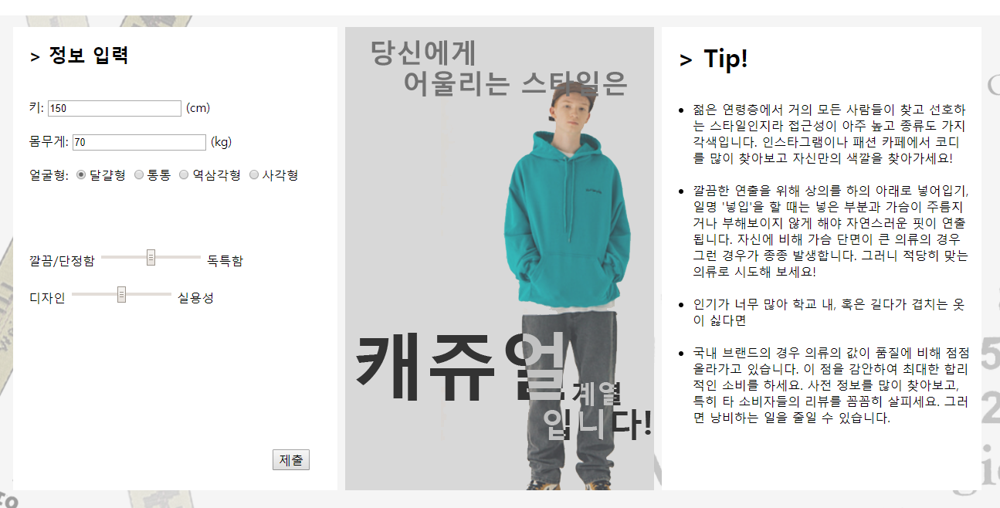 > 정보 입력
키: 150 (cm)
몸무게: 70 (kg)
얼굴형: 달걀형 통통 역삼각형 사각형
깔끔/단정함 독특함
디자인 실용성
제출
당신에게
어울리는 스타일은
캐쥬얼
계열
입니다!
> Tip!
젊은 연령층에서 거의 모든 사람들이 찾고 선호하
는 스타일인지라 접근성이 아주 높고 종류도 가지
각색입니다. 인스타그램이나 패션 카페에서 코디
를 많이 찾아보고 자신만의 색깔을 찾아가세요!
깔끔한 연출을 위해 상의를 하의 아래로 넣어입기,
일명 '넣입'을 할 때는 넣은 부분과 가슴이 주름지
거나 부해보이지 않게 해야 자연스러운 핏이 연출
됩니다. 자신에 비해 가슴 단면이 큰 의류의 경우
그런 경우가 종종 발생합니다. 그러니 적당히 맞는
의류로 시도해 보세요!
인기가 너무 많아 학교 내, 혹은 길다가 겹치는 옷
이 싫다면
국내 브랜드의 경우 의류의 값이 품질에 비해 점점
올라가고 있습니다. 이 점을 감안하여 최대한 합리
적인 소비를 하세요. 사전 정보를 많이 찾아보고,
특히 타 소비자들의 리뷰를 꼼꼼히 살피세요. 그러
면 낭비하는 일을 줄일 수 있습니다.